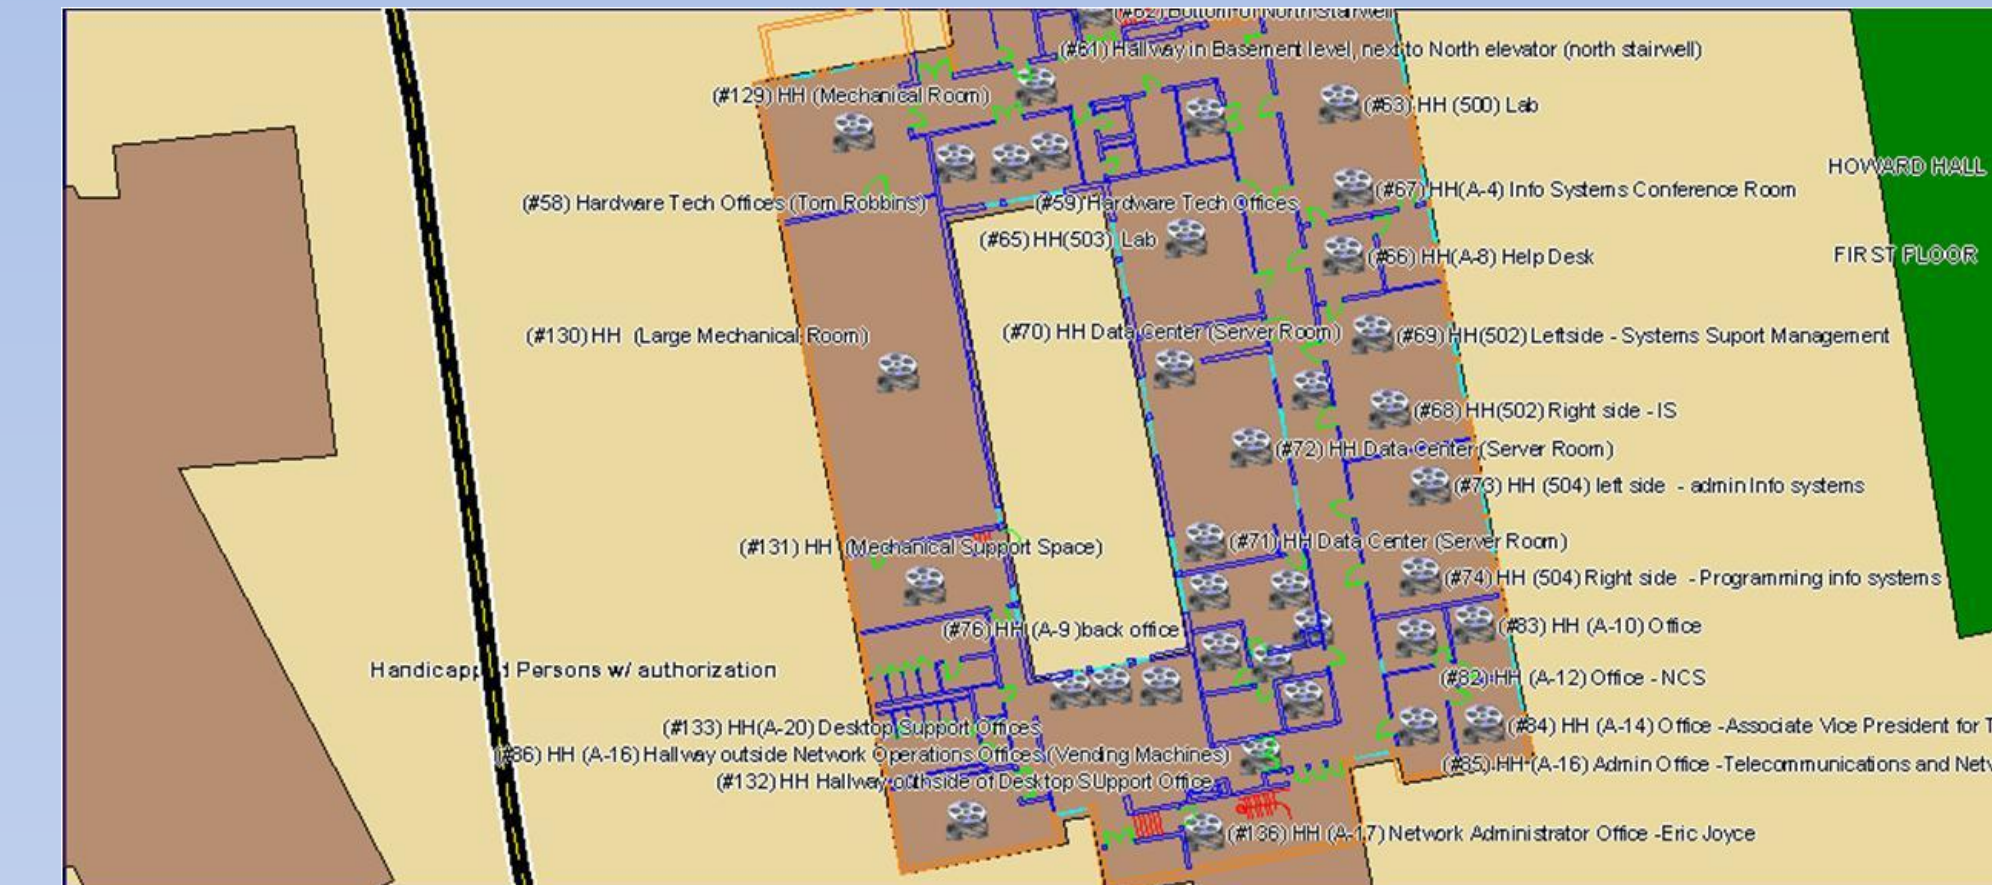 (#62) Bottom of North Stairwell
(#61) Hallway in Basement level, next to North elevator (north stairwell)
(#129) HH (Mechanical Room)
(#63) HH (500) Lab
HOWARD HALL
(#67) HH(A-4) Info Systems Conference Room
(#58) Hardware Tech Offices (Tom Robbins)
(#59) Hardware Tech Offices
(#65) HH(503) Lab
(#66) HH(A-8) Help Desk
FIRST FLOOR
(#130) HH (Large Mechanical Room)
(#70) HH Data Center (Server Room)
(#69) HH(502) Leftside - Systems Suport Management
(#68) HH(502) Right side - IS
(#72) HH Data Center (Server Room)
(#73) HH (504) left side - admin Info systems
(#131) HH (Mechanical Support Space)
(#71) HH Data Center (Server Room)
(#74) HH (504) Right side - Programming info systems
(#76) HH (A-9 )back office
(#83) HH (A-10) Office
Handicapp d Persons w/ authorization
(#82) HH (A-12) Office - NCS
(#133) HH(A-20) Desktop Support Offices
(#84) HH (A-14) Office -Associate Vice President for T
(#86) HH (A-16) Hallway outside Network Operations Offices (Vending Machines)
(#85) HH (A-16) Admin Office -Telecommunications and Netw
(#132) HH Hallway outhside of Desktop SUpport Office
(#136) HH (A-17) Network Administrator Office -Eric Joyce